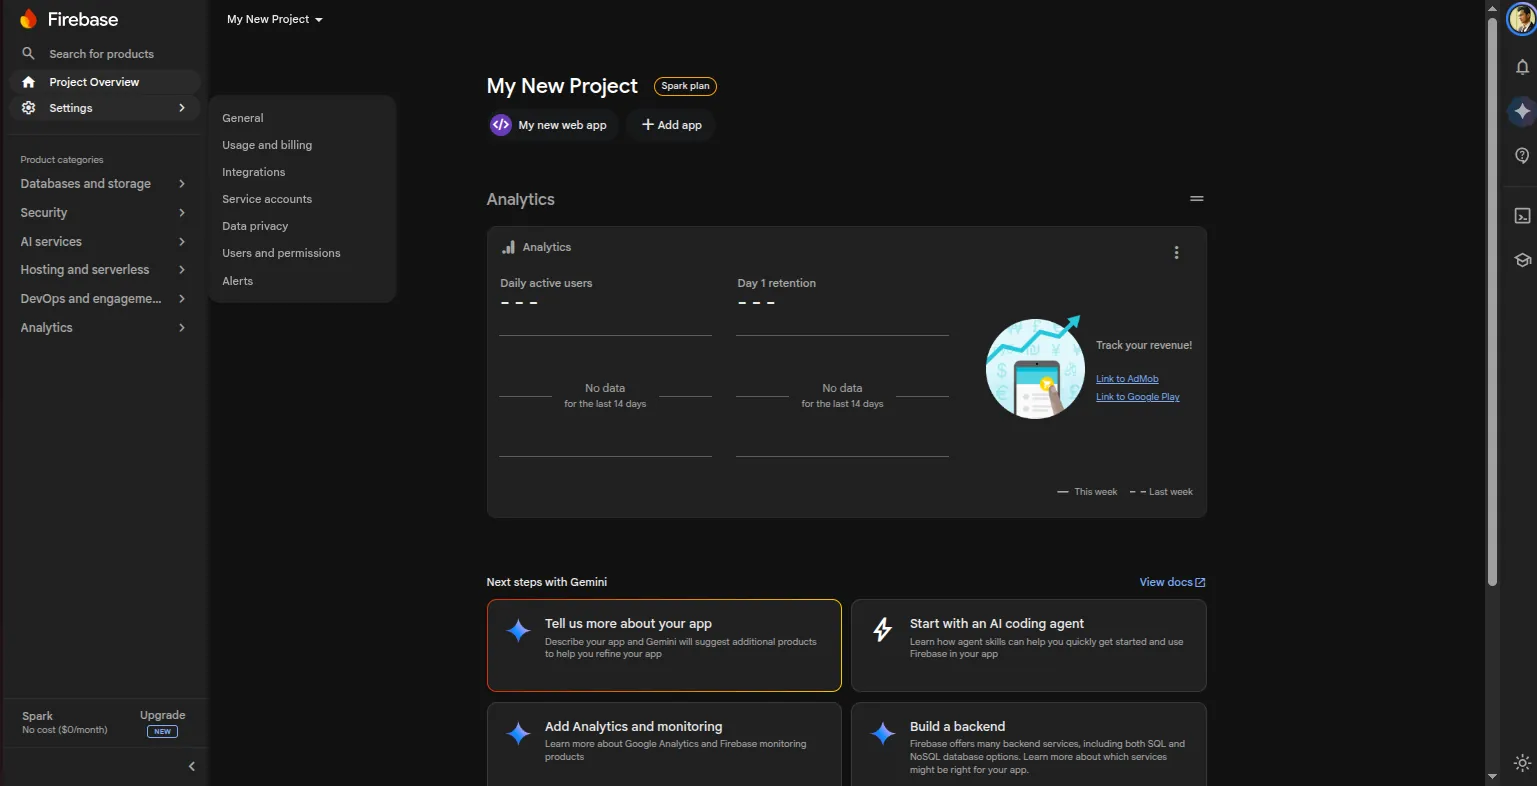 Firebase
My New Project
Search for products
Project Overview
Settings
General
Usage and billing
Integrations
Service accounts
Data privacy
Users and permissions
Alerts
Product categories
Databases and storage
Security
AI services
Hosting and serverless
DevOps and engageme...
Analytics
Spark
No cost ($0/month)
Upgrade
NEW
My New Project
Spark plan
My new web app
Add app
Analytics
Analytics
Daily active users
Day 1 retention
No data
for the last 14 days
No data
for the last 14 days
Track your revenue!
Link to AdMob
Link to Google Play
This week
Last week
Next steps with Gemini
View docs
Tell us more about your app
Describe your app and Gemini will suggest additional products
to help you refine your app
Start with an AI coding agent
Learn how agent skills can help you quickly get started and use
Firebase in your app
Add Analytics and monitoring
Learn more about Google Analytics and Firebase monitoring
products
Build a backend
Firebase offers many backend services, including both SQL and
NoSQL database options. Learn more about which services
might be right for your app.